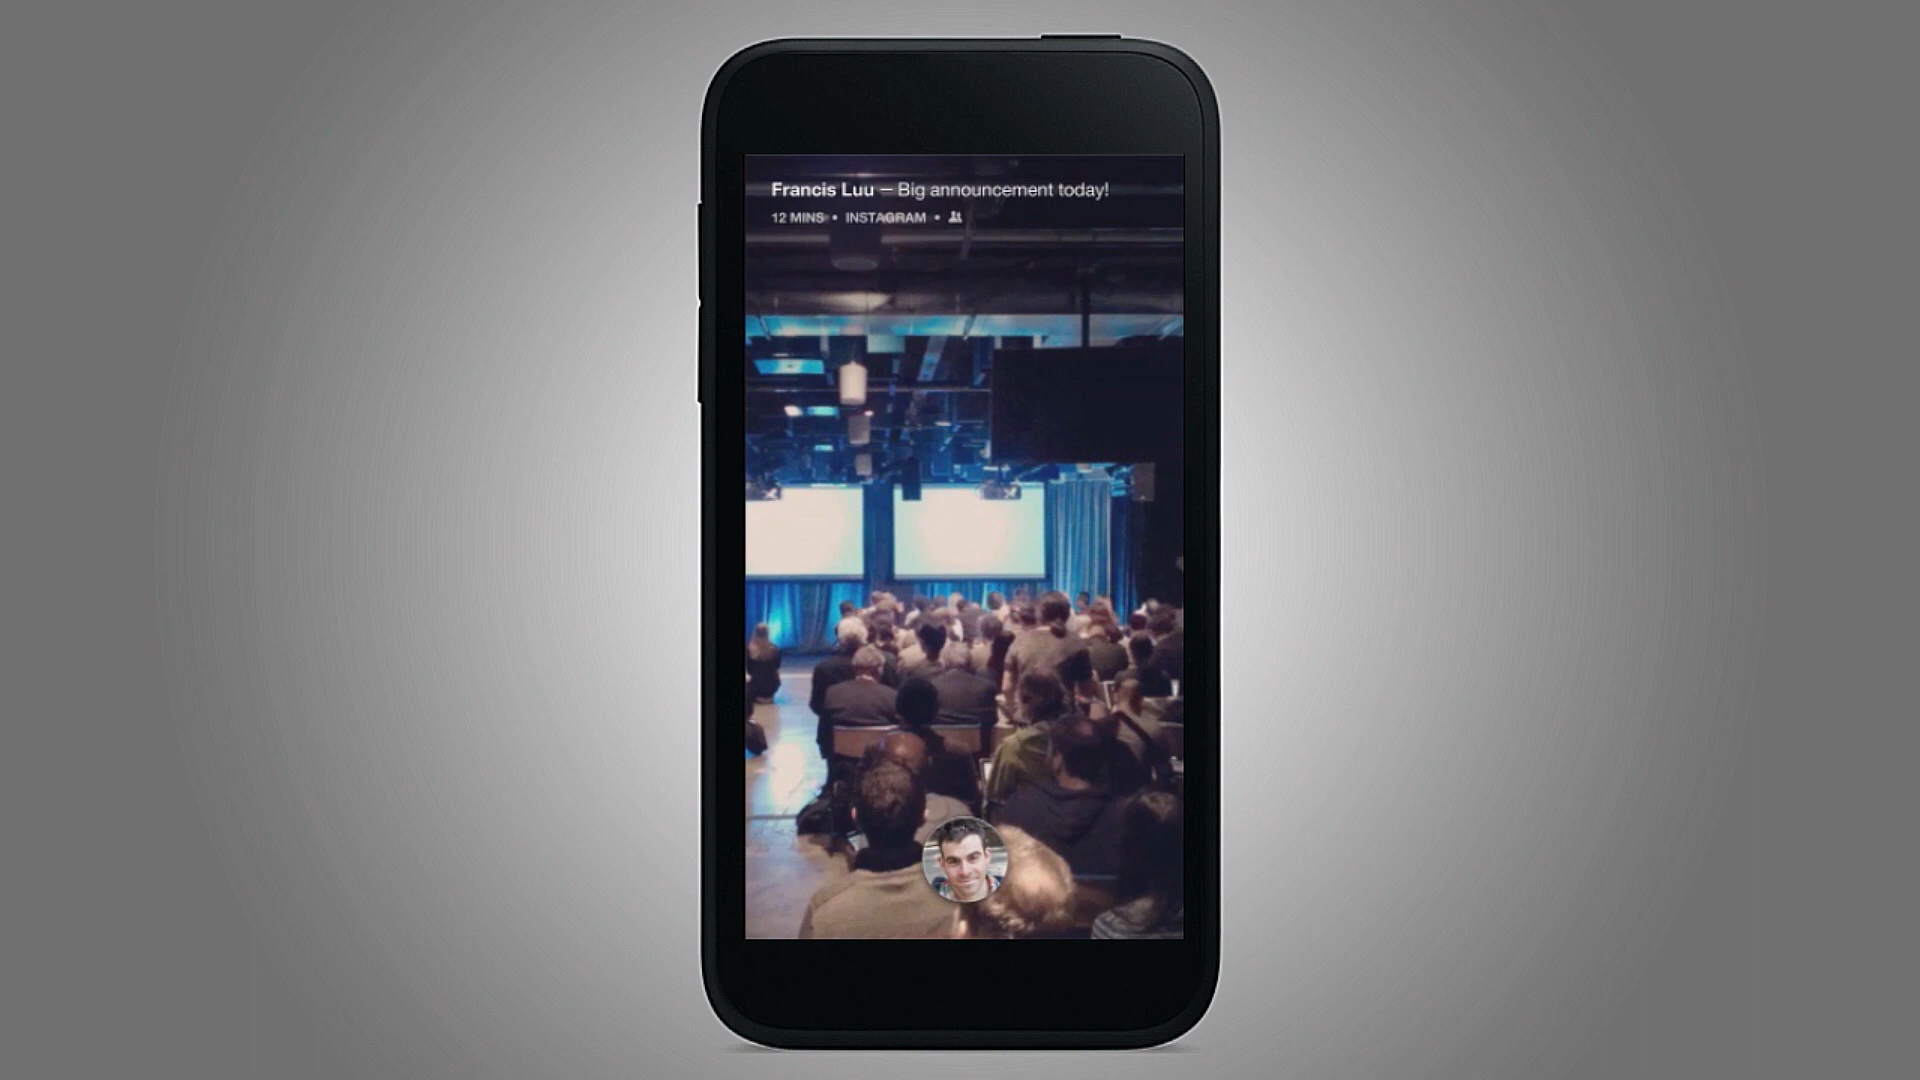 Francis Luu — Big announcement today!
12 MINS • INSTAGRAM •